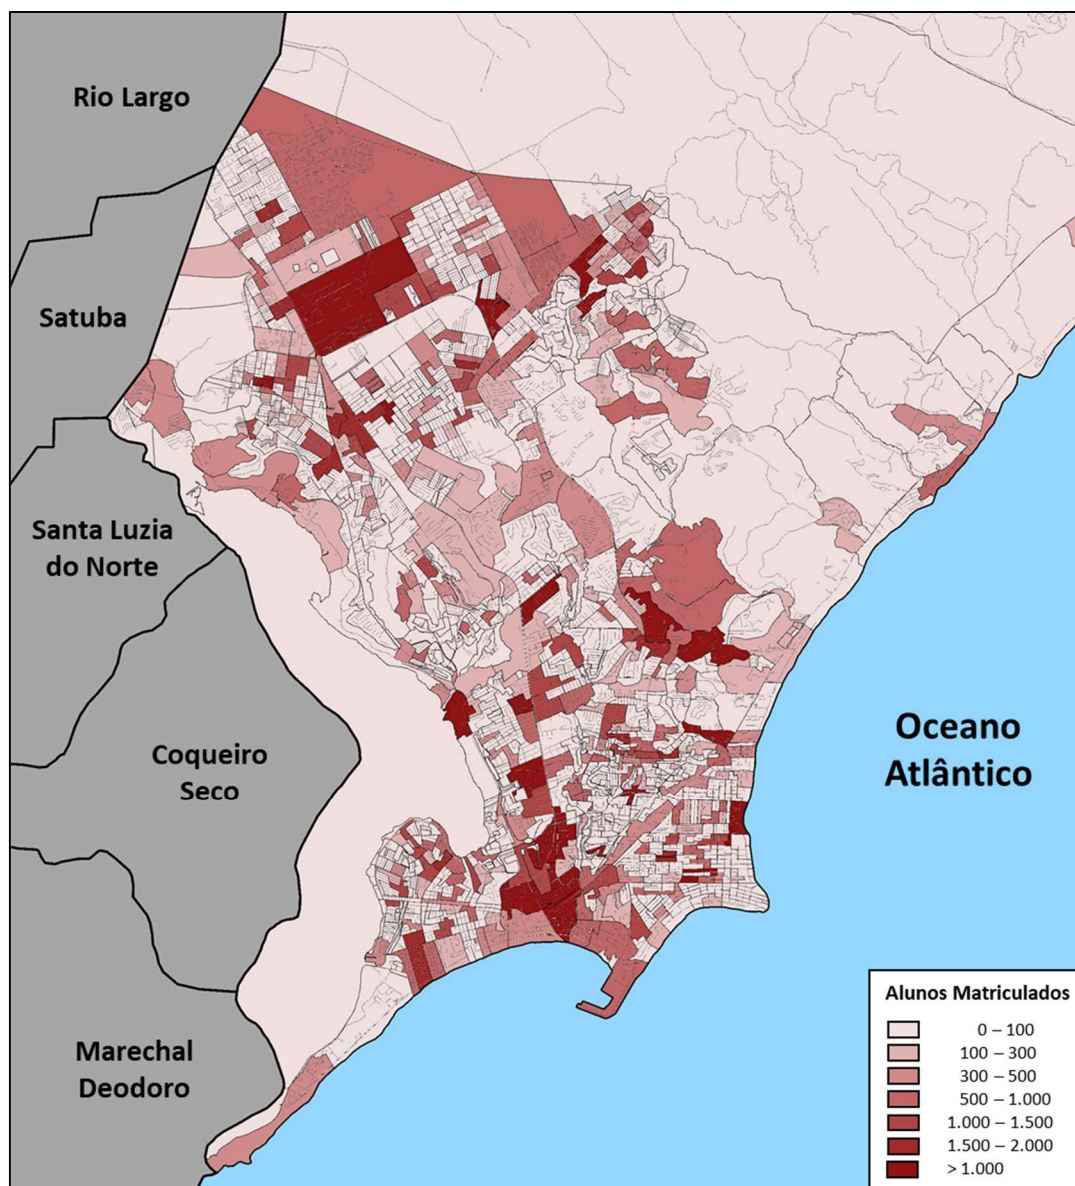 Rio Largo
Satuba
Santa Luzia
do Norte
Coqueiro
Seco
Oceano
Atlântico
Marechal
Deodoro
Alunos Matriculados
0 – 100
100 – 300
300 – 500
500 – 1.000
1.000 – 1.500
1.500 – 2.000
> 1.000